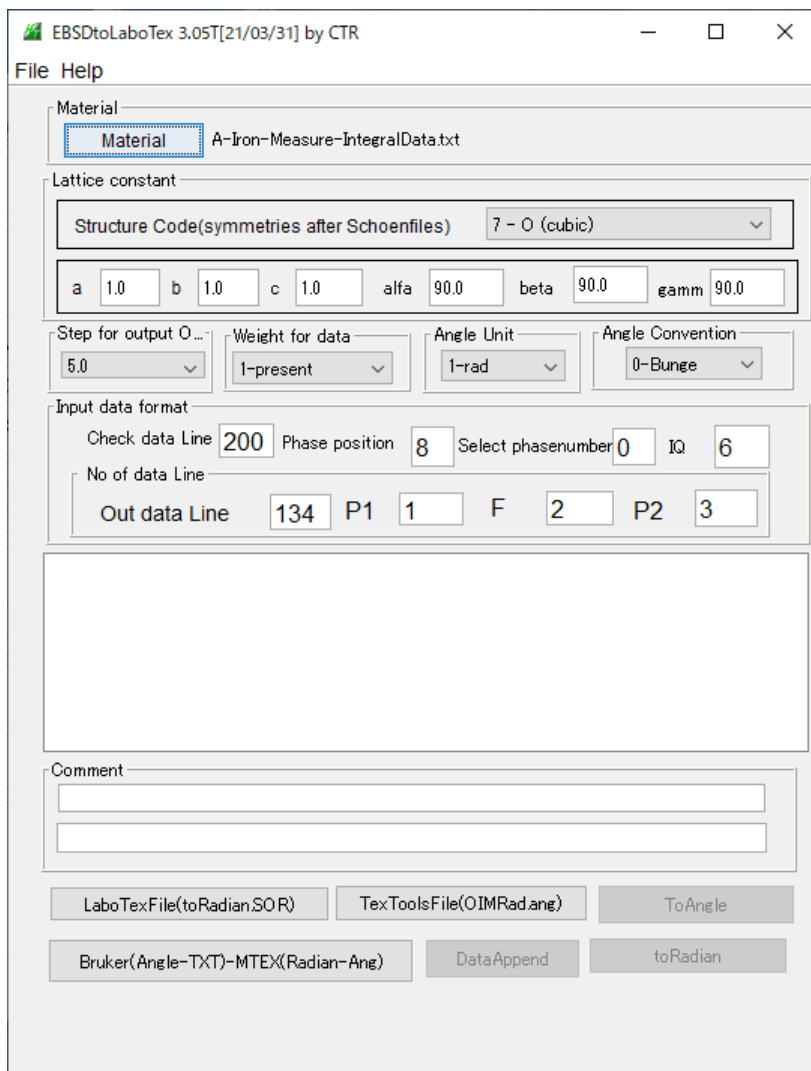 EBSDtoLaboTex 3.05T[21/03/31] by CTR
File Help
Material
Material A-Iron-Measure-IntegralData.txt
Lattice constant
Structure Code(symmetries after Schoenfiles) 7 - O (cubic)
a 1.0 b 1.0 c 1.0 alfa 90.0 beta 90.0 gamm 90.0
Step for output O... Weight for data Angle Unit Angle Convention
5.0 1-present 1-rad 0-Bunge
Input data format
Check data Line 200 Phase position 8 Select phasenumber 0 IQ 6
No of data Line
Out data Line 134 P1 1 F 2 P2 3
Comment
LaboTexFile(toRadian.SOR) TexToolsFile(OIMRad.ang) ToAngle
Bruker(Angle-TXT)-MTEX(Radian-Ang) DataAppend toRadian